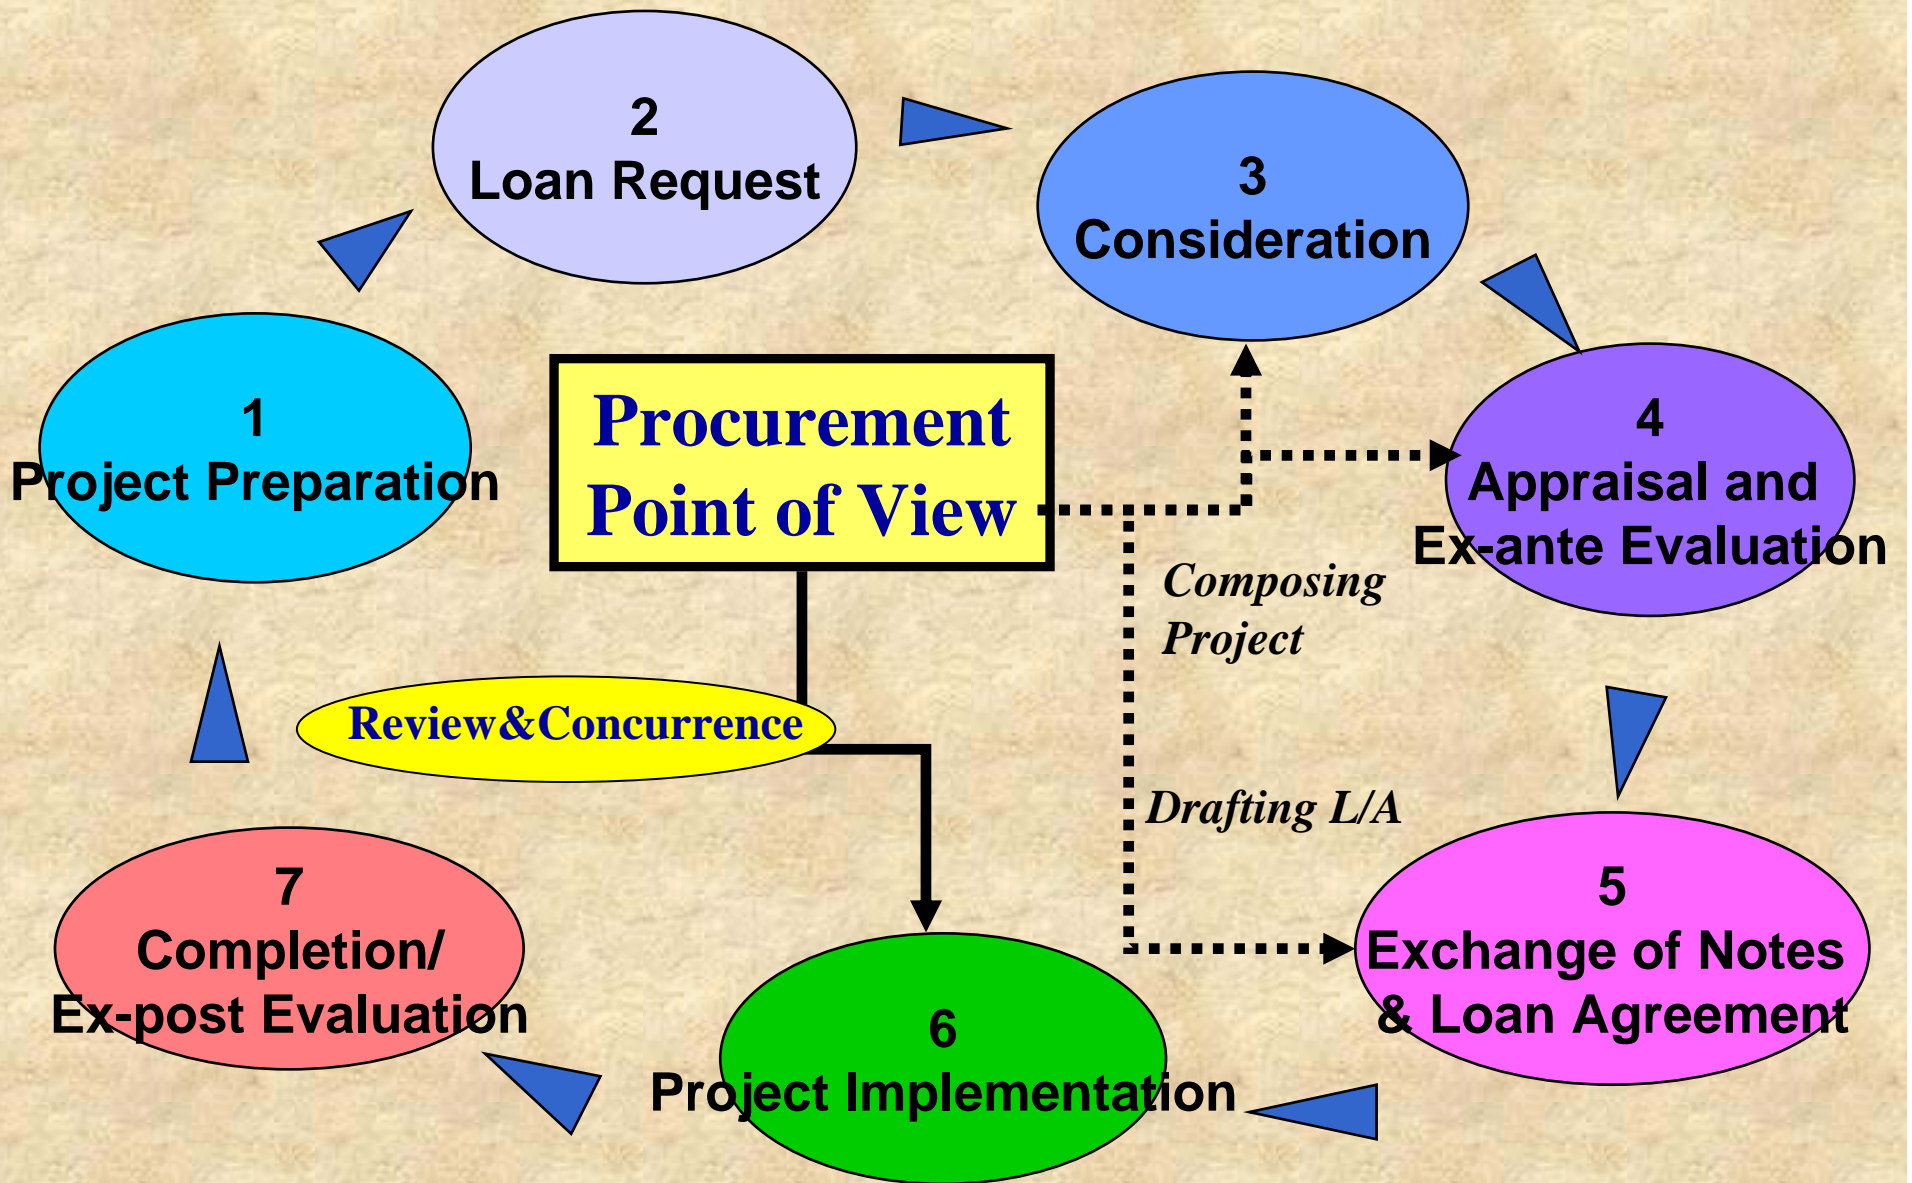 1
Project Preparation
2
Loan Request
3
Consideration
4
Appraisal and
Ex-ante Evaluation
5
Exchange of Notes
& Loan Agreement
6
Project Implementation
7
Completion/
Ex-post Evaluation
Procurement
Point of View
Composing
Project
Drafting L/A
Review&Concurrence